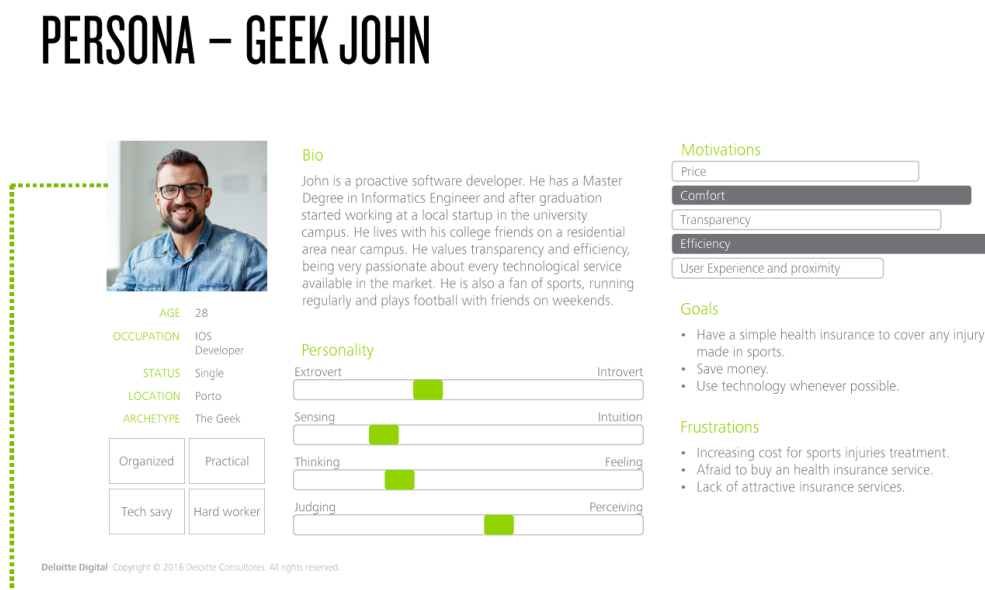 PERSONA – GEEK JOHN
AGE 28
OCCUPATION IOS
Developer
STATUS Single
LOCATION Porto
ARCHETYPE The Geek
Organized Practical
Tech savy Hard worker
Bio
John is a proactive software developer. He has a Master
Degree in Informatics Engineer and after graduation
started working at a local startup in the university
campus. He lives with his college friends on a residential
area near campus. He values transparency and efficiency,
being very passionate about every technological service
available in the market. He is also a fan of sports, running
regularly and plays football with friends on weekends.
Personality
Extrovert Introvert
Sensing Intuition
Thinking Feeling
Judging Perceiving
Motivations
Price
Comfort
Transparency
Efficiency
User Experience and proximity
Goals
• Have a simple health insurance to cover any injury
made in sports.
• Save money.
• Use technology whenever possible.
Frustrations
• Increasing cost for sports injuries treatment.
• Afraid to buy an health insurance service.
• Lack of attractive insurance services.
Deloitte Digital Copyright © 2016 Deloitte Consultores. All rights reserved.